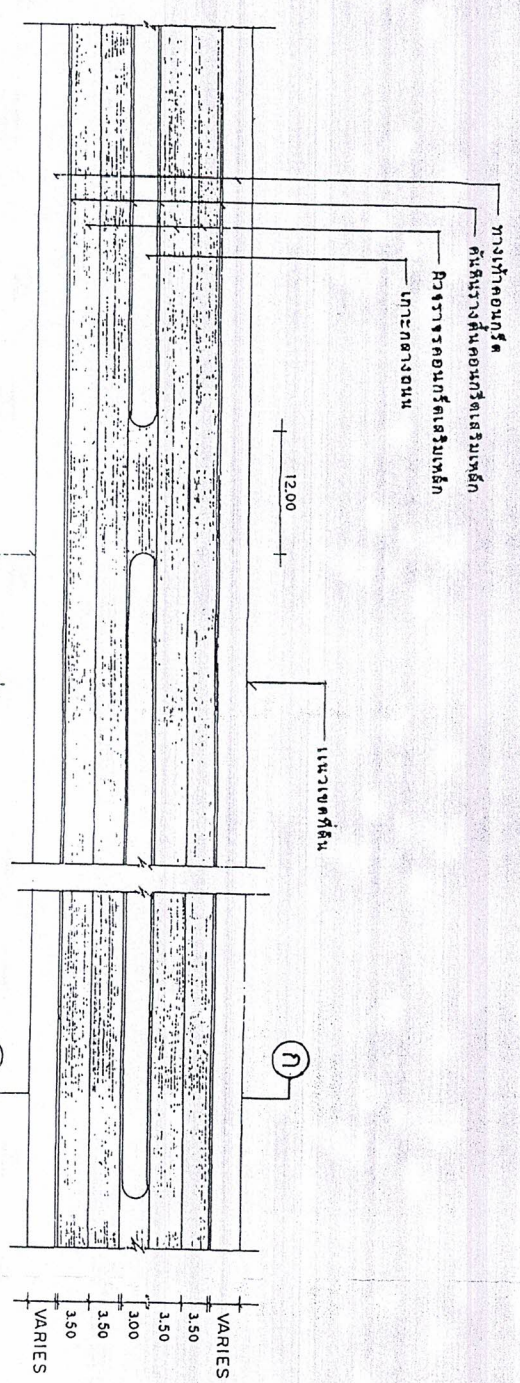 ทางเท้าคอนกรีต
คันหินรางตื้นคอนกรีตเสริมเหล็ก
ผิวจราจรคอนกรีตเสริมเหล็ก
เกาะกลางถนน
12.00
แนวเขตที่ดิน
ก
VARIES
3.50
3.50
3.00
3.50
3.50
VARIES